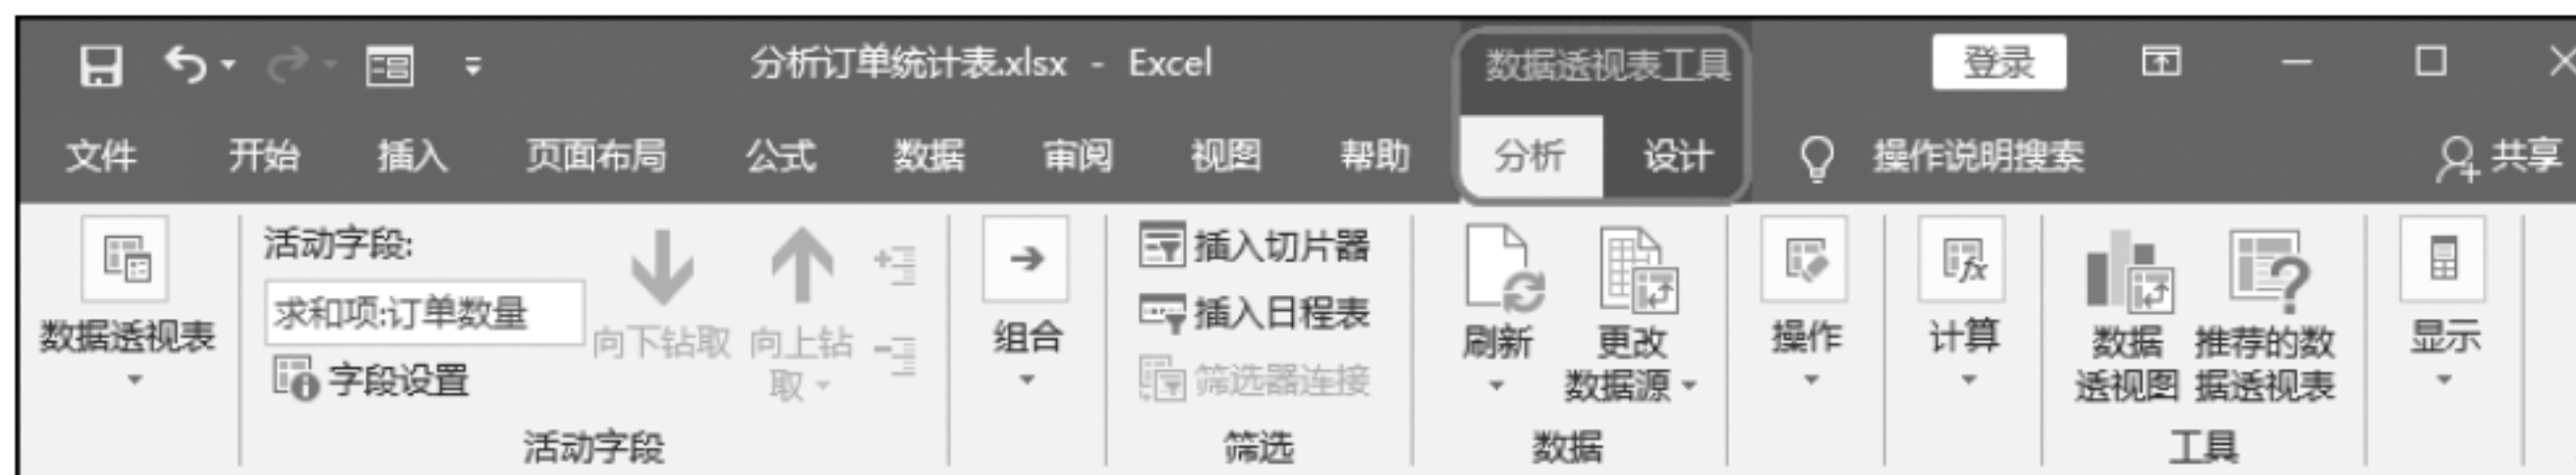 分析订单统计表.xlsx - Excel 数据透视表工具 登录
文件 开始 插入 页面布局 公式 数据 审阅 视图 帮助 分析 设计 操作说明搜索 共享
数据透视表
活动字段:
求和项:订单数量
字段设置
向下钻取
向上钻
取
活动字段
组合
插入切片器
插入日程表
筛选器连接
筛选
刷新
更改
数据源
数据
操作
计算
数据
透视图
推荐的数
据透视表
工具
显示